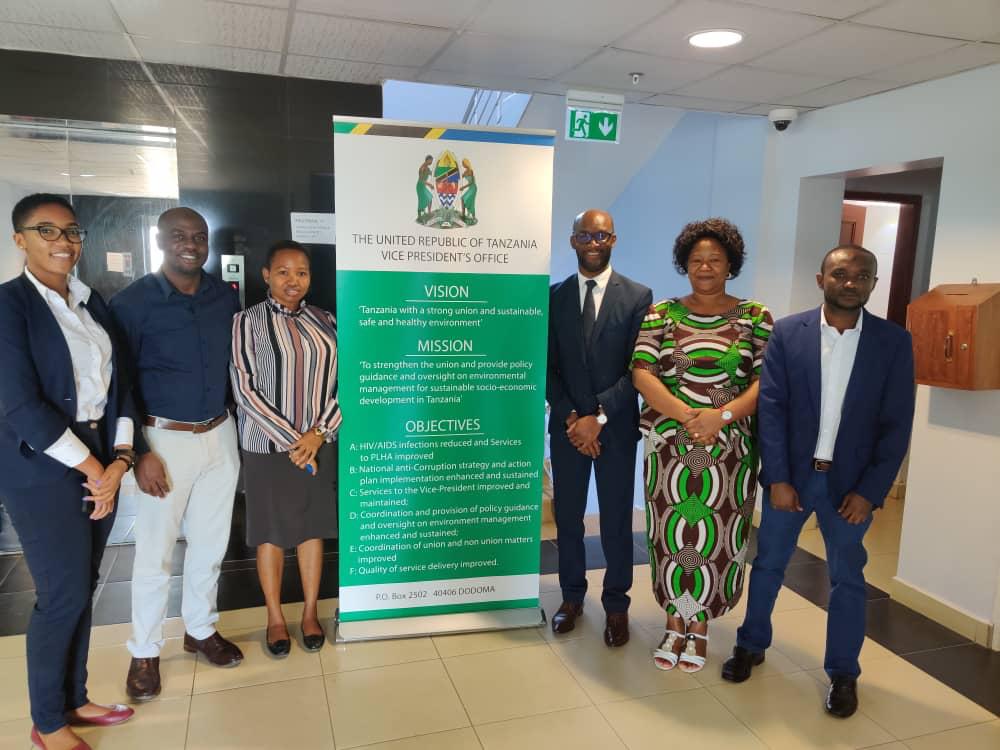 THE UNITED REPUBLIC OF TANZANIA
VICE PRESIDENT'S OFFICE
VISION
'Tanzania with a strong union and sustainable,
safe and healthy environment'
MISSION
'To strengthen the union and provide policy
guidance and oversight on environmental
management for sustainable socio-economic
development in Tanzania'
OBJECTIVES
A: HIV/AIDS infections reduced and Services
to PLHA improved
B: National anti-Corruption strategy and action
plan implementation enhanced and sustained
C: Services to the Vice-President improved and
maintained;
D: Coordination and provision of policy guidance
and oversight on environment management
enhanced and sustained;
E: Coordination of union and non union matters
improved
F: Quality of service delivery improved.
P.O. Box 2502 40406 DODOMA